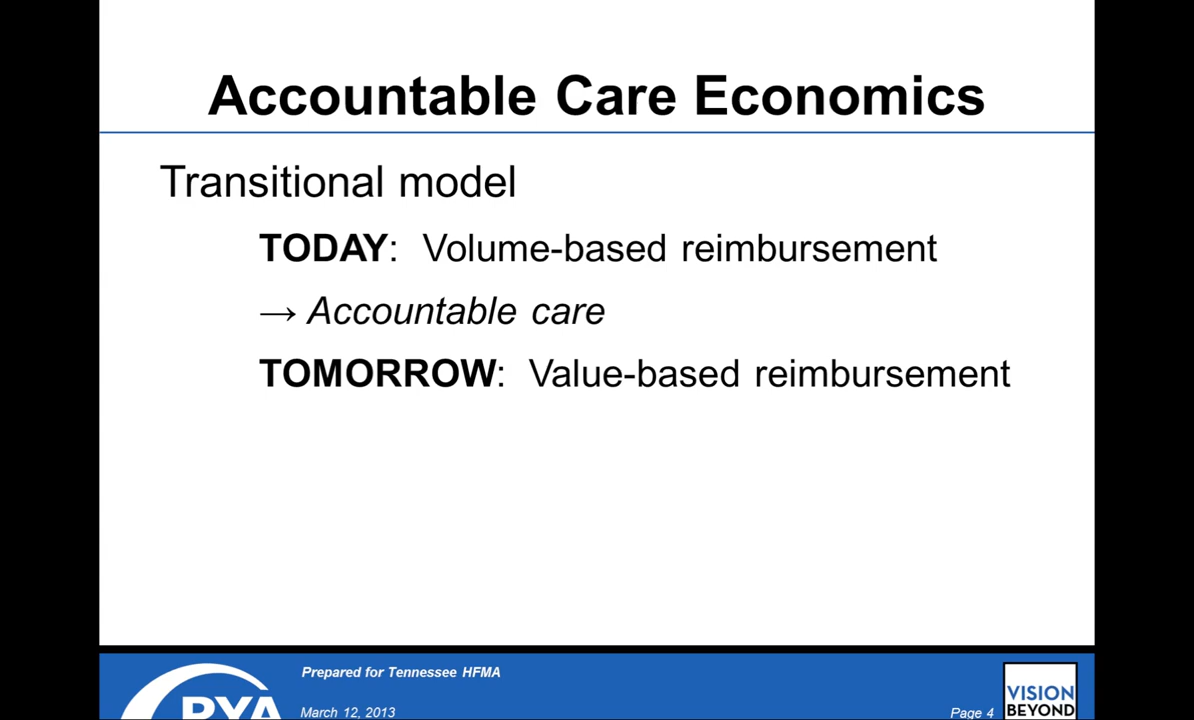 Accountable Care Economics
Transitional model
TODAY: Volume-based reimbursement
→ Accountable care
TOMORROW: Value-based reimbursement
Prepared for Tennessee HFMA
PYA
March 12, 2013
Page 4
VISION
BEYOND